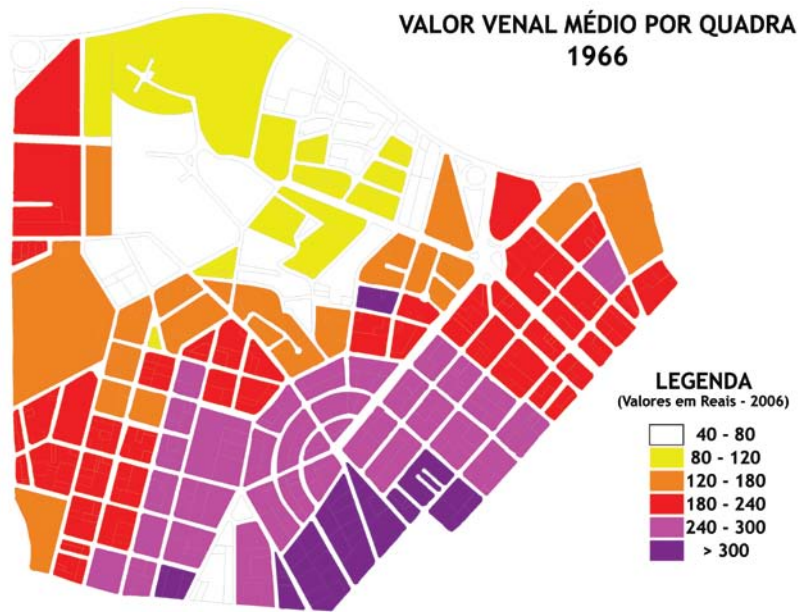 VALOR VENAL MÉDIO POR QUADRA
1966
LEGENDA
(Valores em Reais - 2006)
40 - 80
80 - 120
120 - 180
180 - 240
240 - 300
> 300